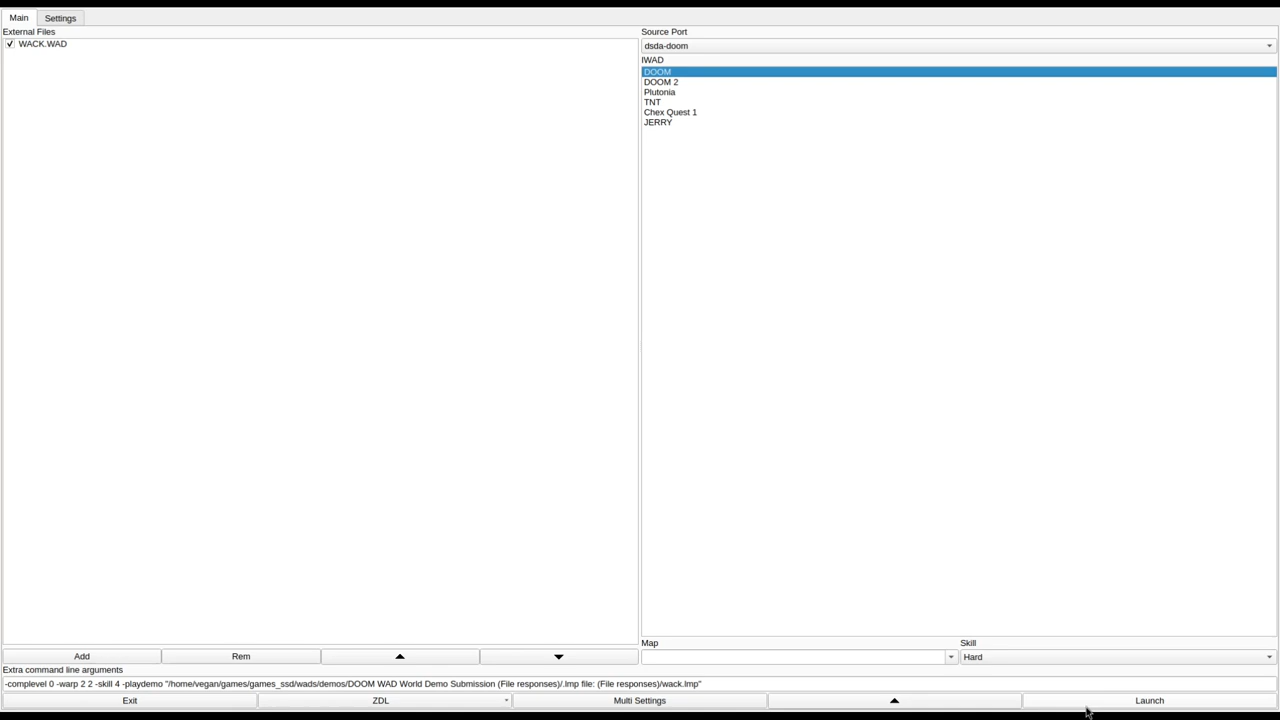 Main Settings
External Files
WACK.WAD
Source Port
dsda-doom
IWAD
DOOM
DOOM 2
Plutonia
TNT
Chex Quest 1
JERRY
Map Skill
Hard
Add Rem
Extra command line arguments
-complevel 0 -warp 2 2 -skill 4 -playdemo "/home/vegan/games/games_ssd/wads/demos/DOOM WAD World Demo Submission (File responses)/.lmp file: (File responses)/wack.lmp"
Exit ZDL Multi Settings Launch